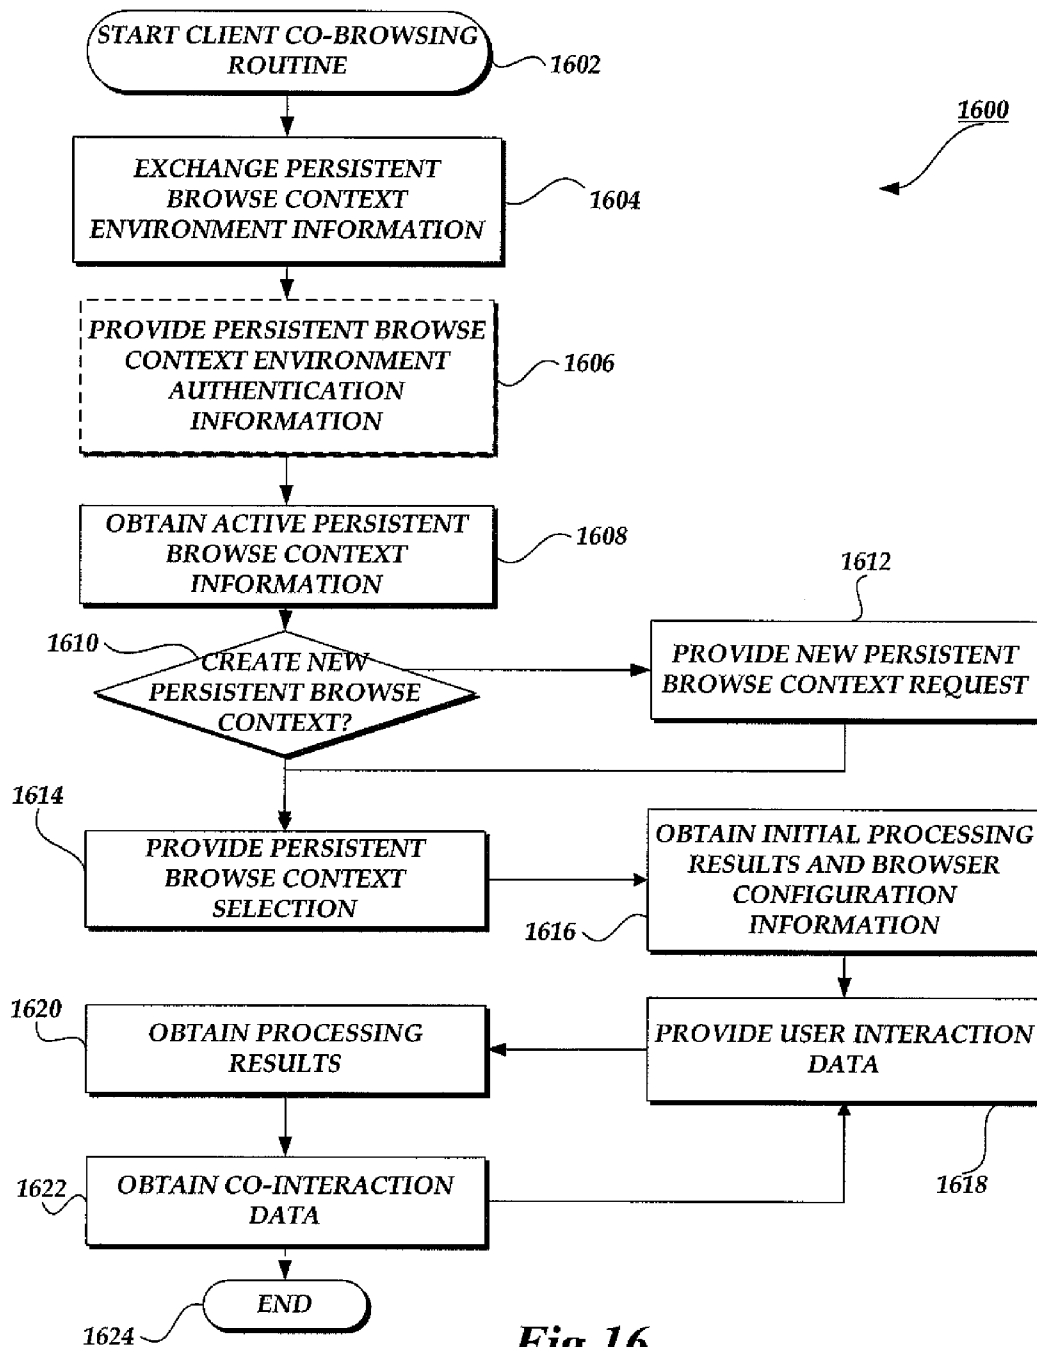 START CLIENT CO-BROWSING
ROUTINE
1602
1600
EXCHANGE PERSISTENT
BROWSE CONTEXT
ENVIRONMENT INFORMATION
1604
PROVIDE PERSISTENT BROWSE
CONTEXT ENVIRONMENT
AUTHENTICATION
INFORMATION
1606
OBTAIN ACTIVE PERSISTENT
BROWSE CONTEXT
INFORMATION
1608
1610
CREATE NEW
PERSISTENT BROWSE
CONTEXT?
1612
PROVIDE NEW PERSISTENT
BROWSE CONTEXT REQUEST
1614
PROVIDE PERSISTENT
BROWSE CONTEXT
SELECTION
OBTAIN INITIAL PROCESSING
RESULTS AND BROWSER
CONFIGURATION
INFORMATION
1616
1620
OBTAIN PROCESSING
RESULTS
PROVIDE USER INTERACTION
DATA
1618
1622
OBTAIN CO-INTERACTION
DATA
END
1624
Fig. 16